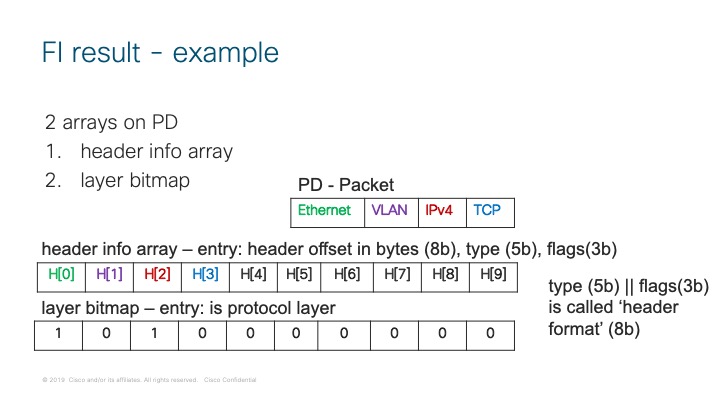 FI result - example
2 arrays on PD
1. header info array
2. layer bitmap
PD - Packet
Ethernet VLAN IPv4 TCP
header info array – entry: header offset in bytes (8b), type (5b), flags(3b)
H[0] H[1] H[2] H[3] H[4] H[5] H[6] H[7] H[8] H[9]
type (5b) || flags(3b)
is called ‘header
format’ (8b)
layer bitmap – entry: is protocol layer
1 0 1 0 0 0 0 0 0 0
© 2019 Cisco and/or its affiliates. All rights reserved. Cisco Confidential